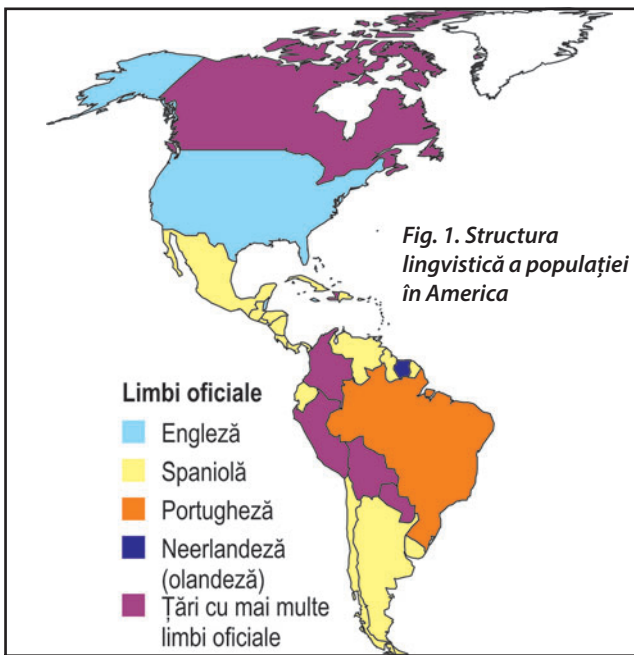 Fig. 1. Structura
lingvistică a populației
în America
Limbi oficiale
Engleză
Spaniolă
Portugheză
Neerlandeză
(olandeză)
Țări cu mai multe
limbi oficiale